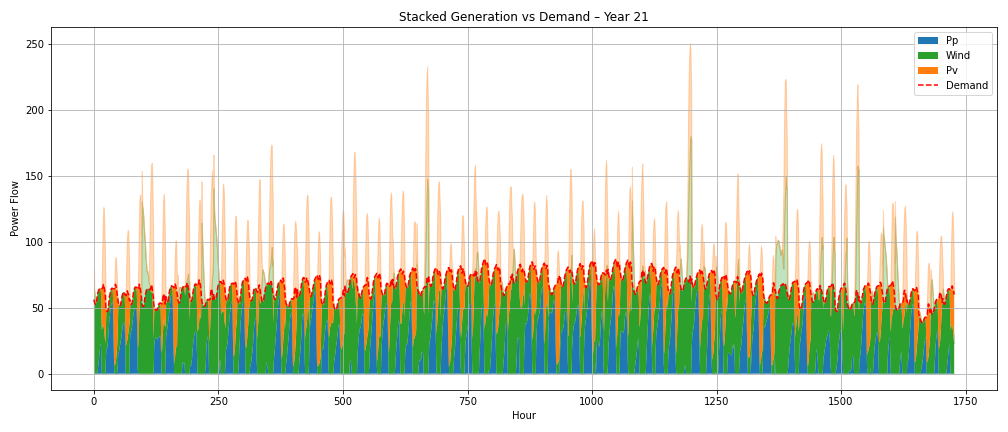 Stacked Generation vs Demand – Year 21
Pp
Wind
Pv
Demand
Power Flow
250
200
150
100
50
0
0
250
500
750
1000
1250
1500
1750
Hour